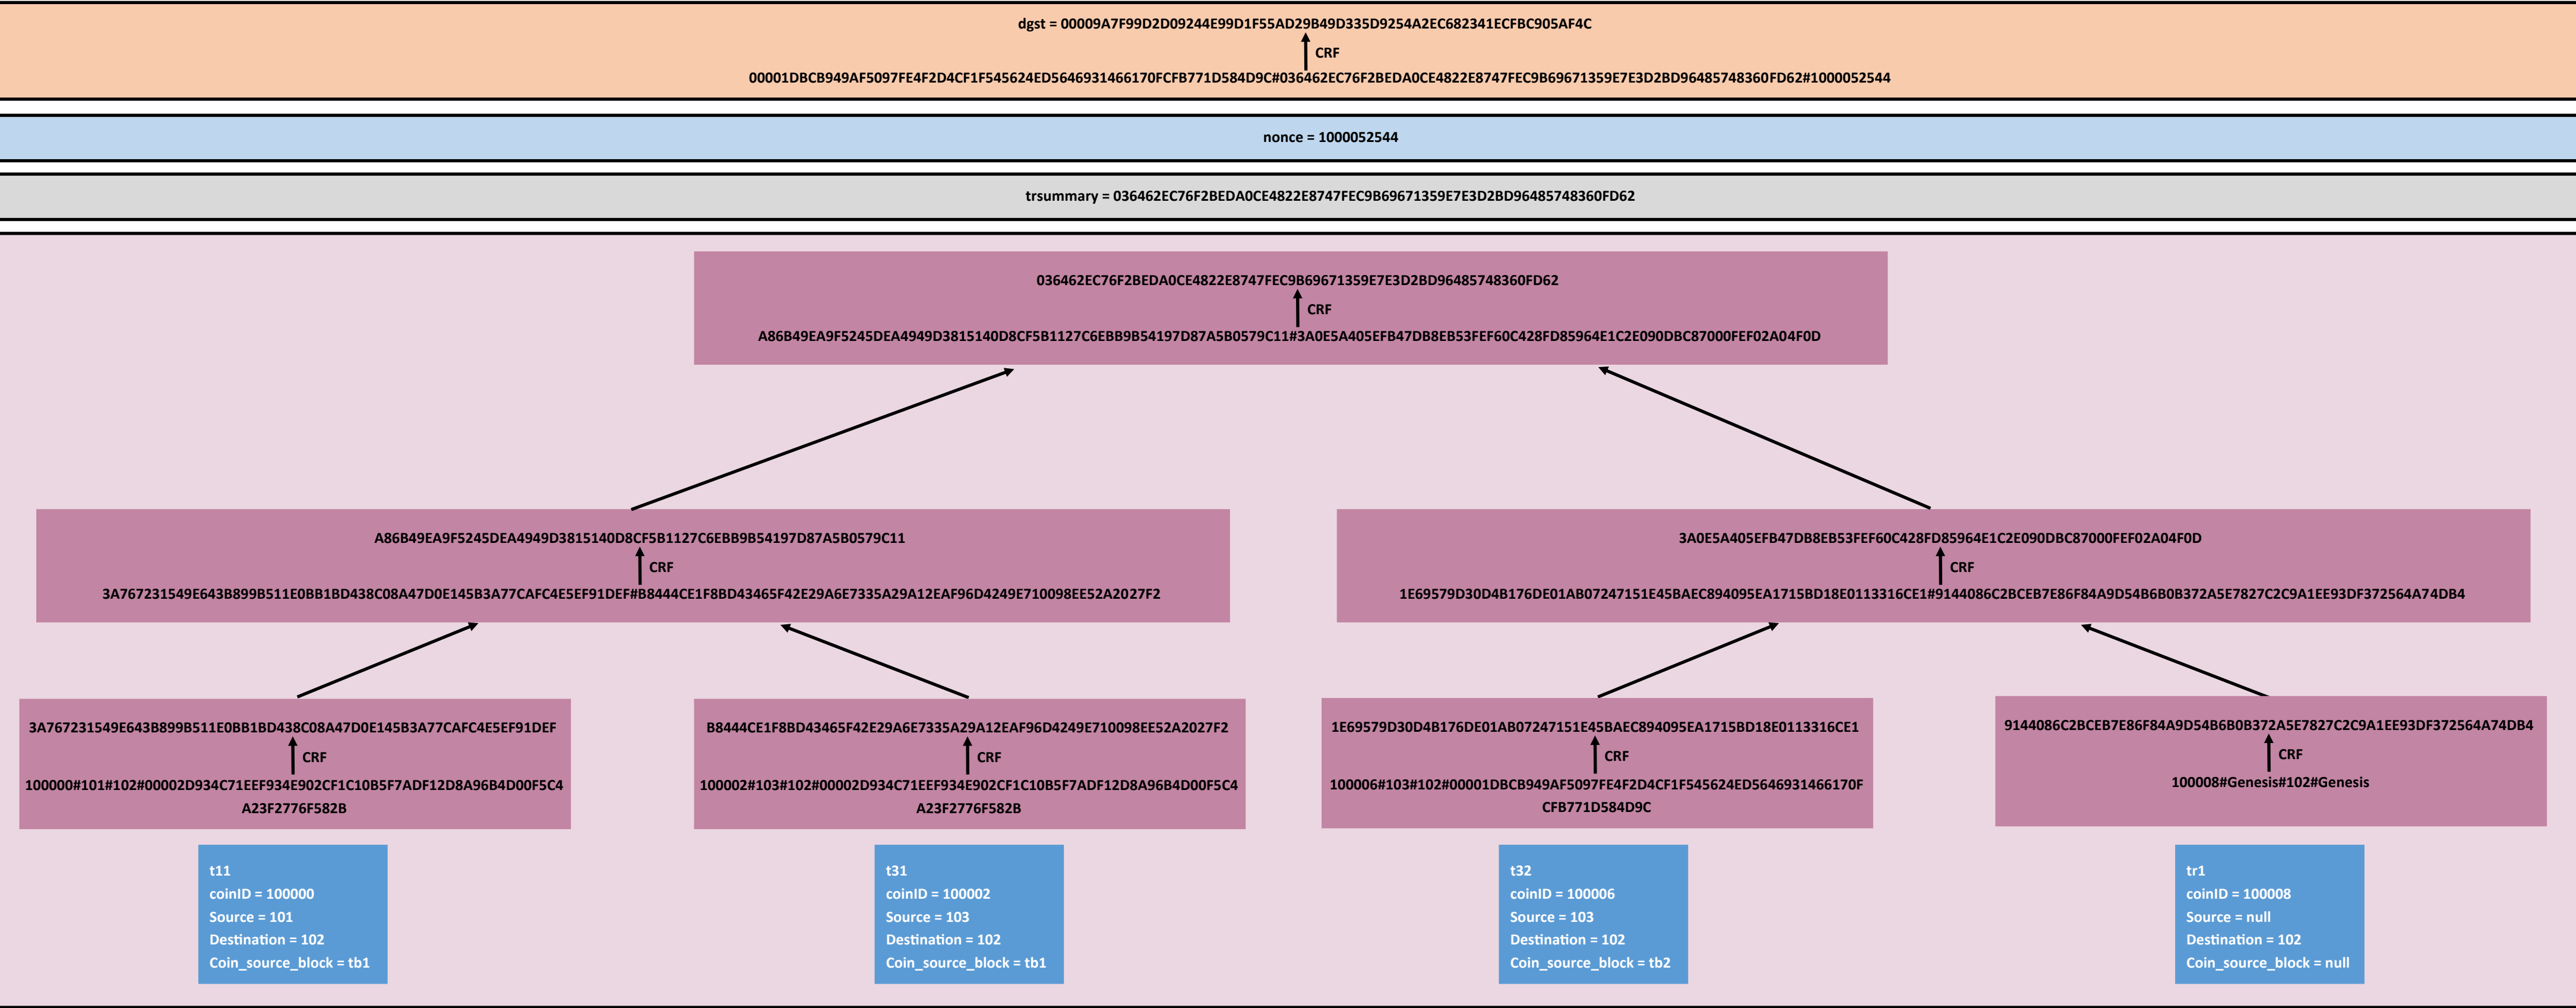 dgst = 00009A7F99D2D09244E99D1F55AD29B49D335D9254A2EC682341ECFBC905AF4C
CRF
00001DBCB949AF5097FE4F2D4CF1F545624ED5646931466170FCFB771D584D9C#036462EC76F2BEDA0CE4822E8747FEC9B69671359E7E3D2BD96485748360FD62#1000052544
nonce = 1000052544
trsummary = 036462EC76F2BEDA0CE4822E8747FEC9B69671359E7E3D2BD96485748360FD62
036462EC76F2BEDA0CE4822E8747FEC9B69671359E7E3D2BD96485748360FD62
CRF
A86B49EA9F5245DEA4949D3815140D8CF5B1127C6EBB9B54197D87A5B0579C11#3A0E5A405EFB47DB8EB53FEF60C428FD85964E1C2E090DBC87000FEF02A04F0D
A86B49EA9F5245DEA4949D3815140D8CF5B1127C6EBB9B54197D87A5B0579C11
CRF
3A767231549E643B899B511E0BB1BD438C08A47D0E145B3A77CAFC4E5EF91DEF#B8444CE1F8BD43465F42E29A6E7335A29A12EAF96D4249E710098EE52A2027F2
3A0E5A405EFB47DB8EB53FEF60C428FD85964E1C2E090DBC87000FEF02A04F0D
CRF
1E69579D30D4B176DE01AB07247151E45BAEC894095EA1715BD18E0113316CE1#9144086C2BCEB7E86F84A9D54B6B0B372A5E7827C2C9A1EE93DF372564A74DB4
3A767231549E643B899B511E0BB1BD438C08A47D0E145B3A77CAFC4E5EF91DEF
CRF
100000#101#102#00002D934C71EEF934E902CF1C10B5F7ADF12D8A96B4D00F5C4
A23F2776F582B
B8444CE1F8BD43465F42E29A6E7335A29A12EAF96D4249E710098EE52A2027F2
CRF
100002#103#102#00002D934C71EEF934E902CF1C10B5F7ADF12D8A96B4D00F5C4
A23F2776F582B
1E69579D30D4B176DE01AB07247151E45BAEC894095EA1715BD18E0113316CE1
CRF
100006#103#102#00001DBCB949AF5097FE4F2D4CF1F545624ED5646931466170F
CFB771D584D9C
9144086C2BCEB7E86F84A9D54B6B0B372A5E7827C2C9A1EE93DF372564A74DB4
CRF
100008#Genesis#102#Genesis
t11
coinID = 100000
Source = 101
Destination = 102
Coin_source_block = tb1
t31
coinID = 100002
Source = 103
Destination = 102
Coin_source_block = tb1
t32
coinID = 100006
Source = 103
Destination = 102
Coin_source_block = tb2
tr1
coinID = 100008
Source = null
Destination = 102
Coin_source_block = null